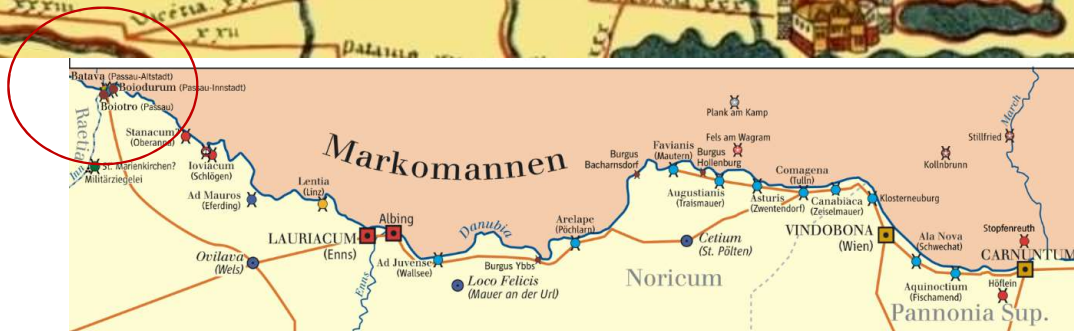 Vicetia. xxii
xxii
Patauia
Batava (Passau-Altstadt)
Boiodurum (Passau-Innstadt)
Boiotro (Passau)
Raetia
Inn
Stanacum?
(Oberanna)
St. Marienkirchen?
Militärziegelei
Ioviacum
(Schlögen)
Ad Mauros
(Eferding)
Lentia
(Linz)
Markomannen
LAURIACUM
(Enns)
Albing
Ovilava
(Wels)
Enns
Ad Juvense
(Wallsee)
Danubia
Loco Felicis
(Mauer an der Url)
Burgus Ybbs
Arelape
(Pöchlarn)
Burgus
Bacharnsdorf
Favianis
(Mautern)
Burgus
Hollenburg
Plank am Kamp
Fels am Wagram
Augustianis
(Traismauer)
Asturis
(Zwentendorf)
Comagena
(Tulln)
Canabiaca
(Zeiselmauer)
Cetium
(St. Pölten)
Noricum
Klosterneuburg
Kollnbrunn
Stillfried
March
VINDOBONA
(Wien)
Ala Nova
(Schwechat)
Aquinoctium
(Fischamend)
Stopfenreuth
CARNUNTUM
Höflein
Pannonia Sup.